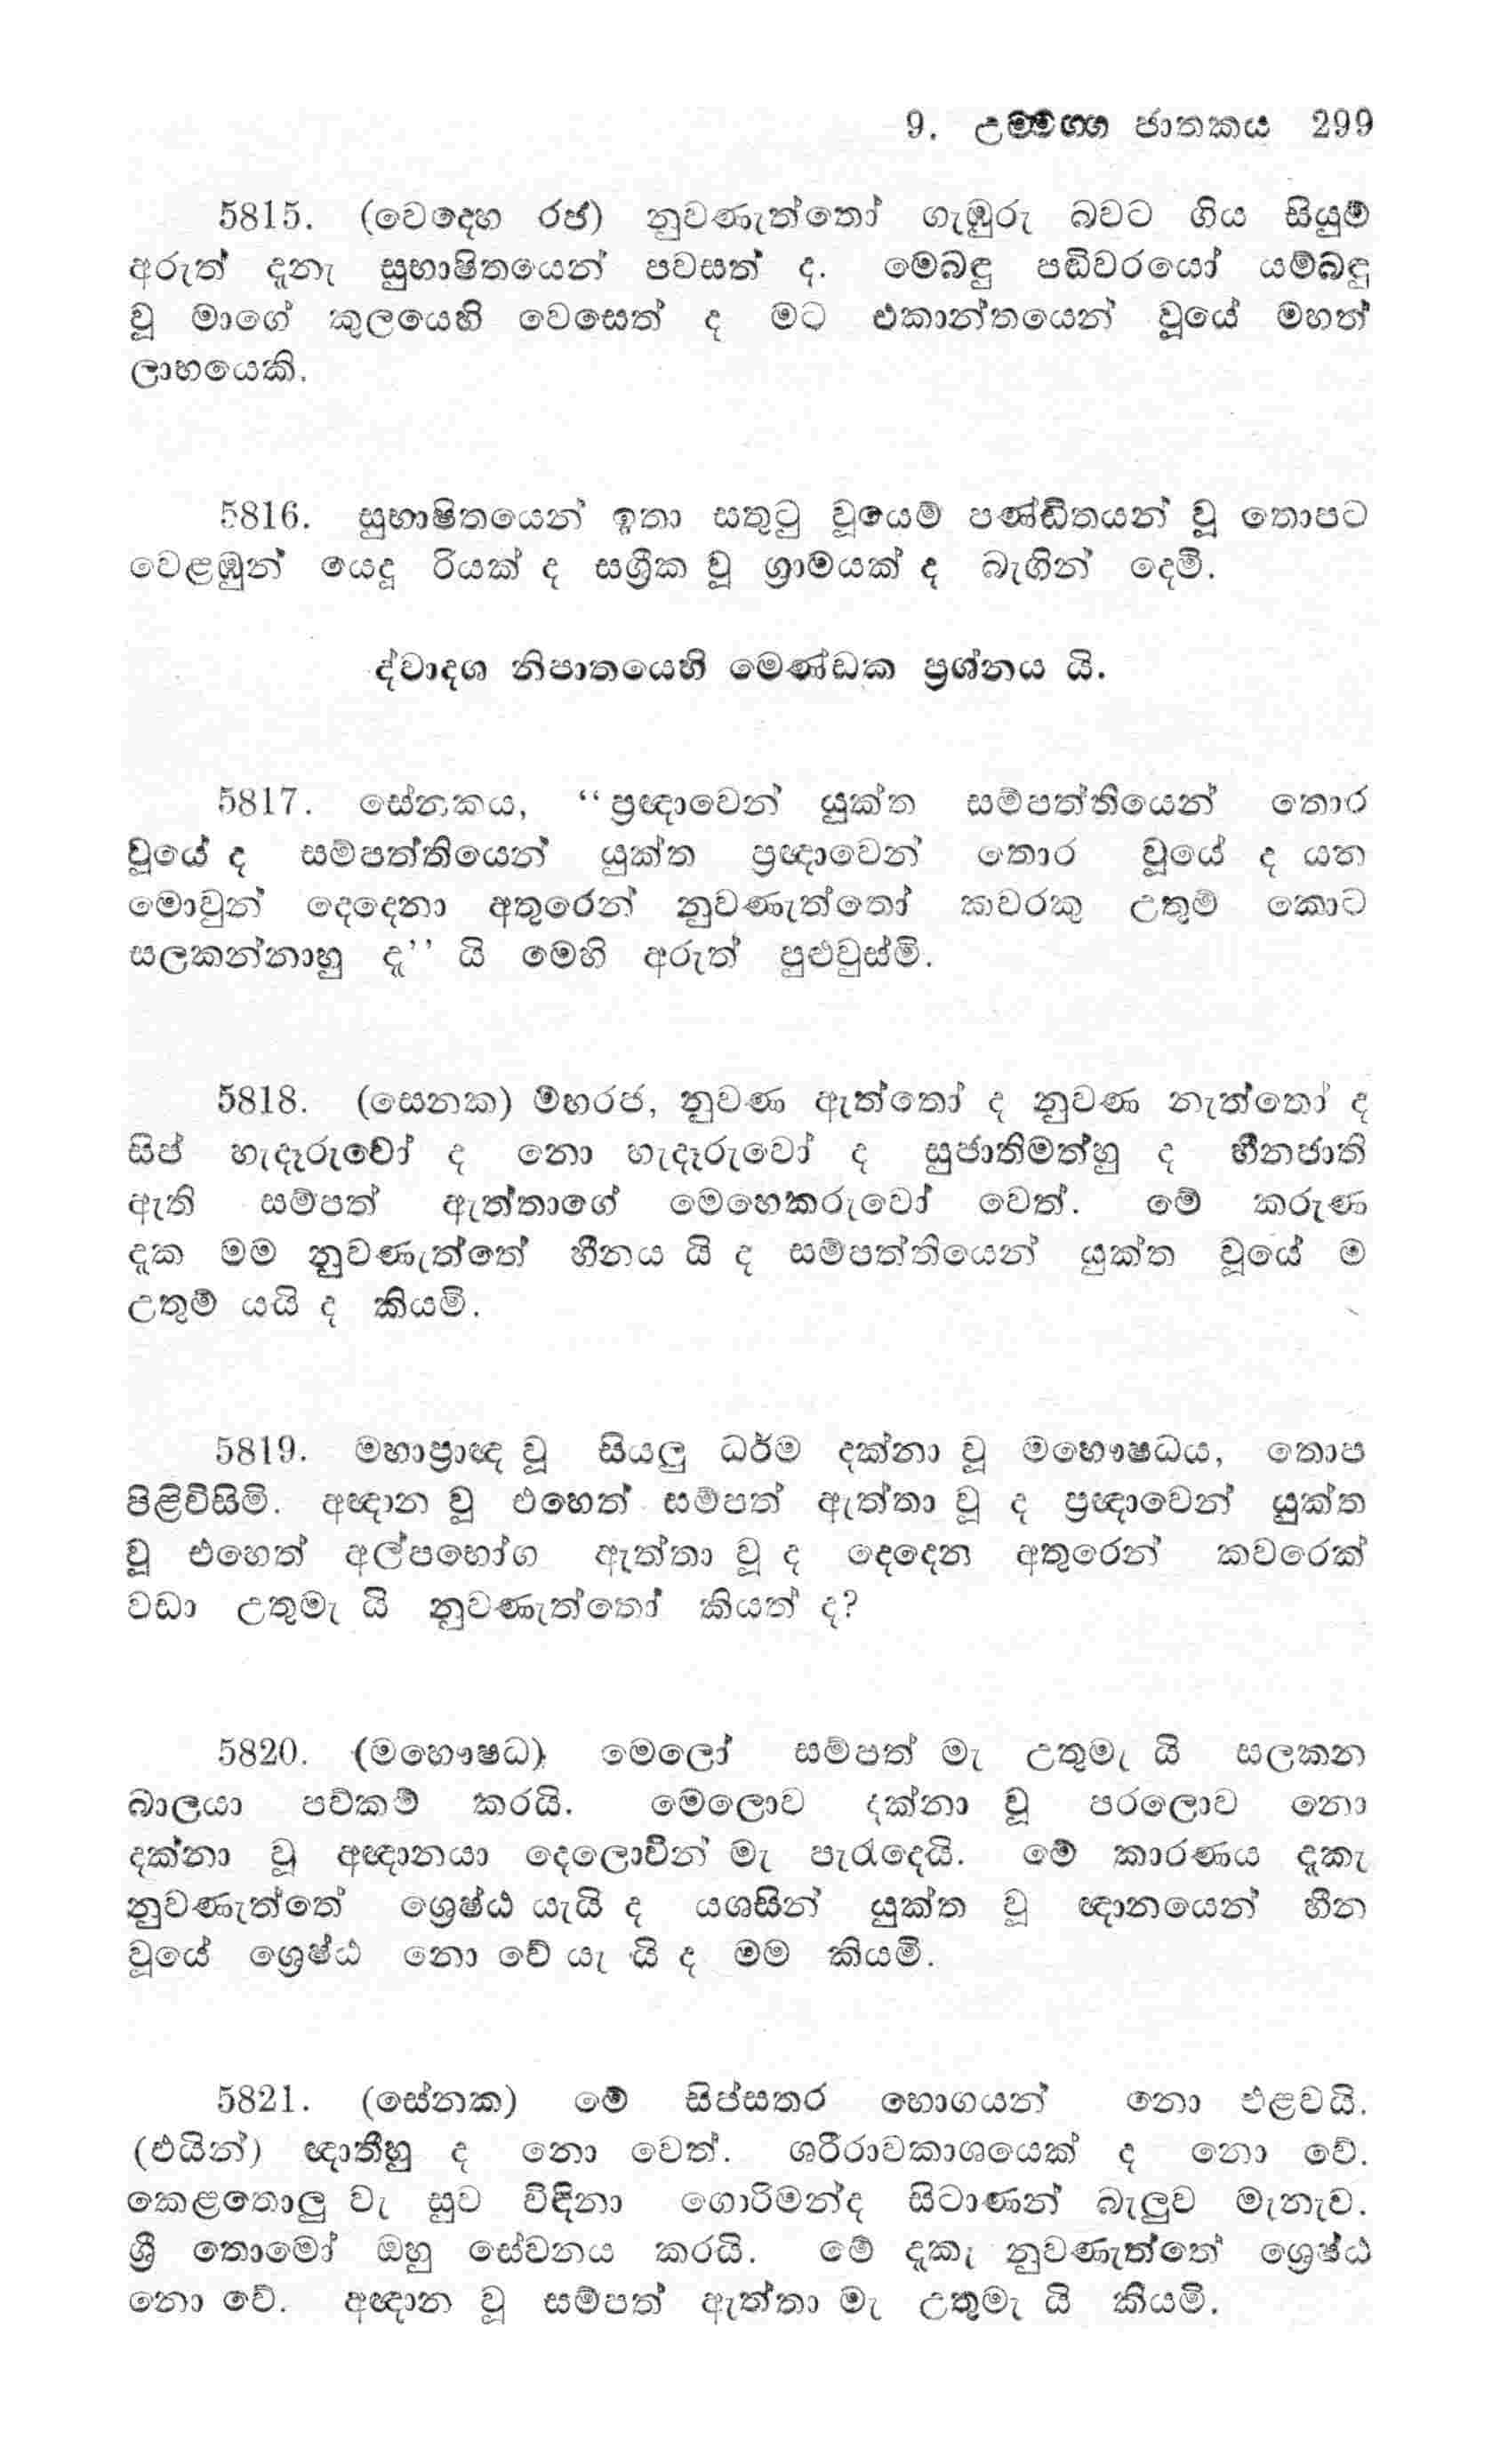 9. උම්මග්ග ජාතකය 299
5815. (වෙදෙහ රජ) නුවණැත්තෝ ගැඹුරු බවට ගිය සියුම්
අරුත් දැනැ සුභාෂිතයෙන් පවසත් ද. මෙබඳු පඬිවරයෝ යම්බඳු
වූ මාගේ කුලයෙහි වෙසෙත් ද මට එකාන්තයෙන් වූයේ මහත්
ලාභයෙකි.
5816. සුභාෂිතයෙන් ඉතා සතුටු වූයෙම් පණ්ඩිතයන් වූ තොපට
වෙළඹුන් යෙදූ රියක් ද සශ්‍රීක වූ ග්‍රාමයක් ද බැගින් දෙමි.
ද්වාදශ නිපාතයෙහි මෙණ්ඩක ප්‍රශ්නය යි.
5817. සේනකය, “ප්‍රඥාවෙන් යුක්ත සම්පත්තියෙන් තොර
වූයේ ද සම්පත්තියෙන් යුක්ත ප්‍රඥාවෙන් තොර වූයේ ද යන
මොවුන් දෙදෙනා අතුරෙන් නුවණැත්තෝ කවරකු උතුම් කොට
සලකන්නාහු දැ” යි මෙහි අරුත් පුළුවුස්මි.
5818. (සෙනක) මහරජ, නුවණ ඇත්තෝ ද නුවණ නැත්තෝ ද
සිප් හැදෑරුවෝ ද නො හැදෑරුවෝ ද සුජාතිමත්හු ද හීනජාති
ඇති සම්පත් ඇත්තාගේ මෙහෙකරුවෝ වෙත්. මේ කරුණ
දැක මම නුවණැත්තේ හීනය යි ද සම්පත්තියෙන් යුක්ත වූයේ ම
උතුම් යයි ද කියමි.
5819. මහාප්‍රාඥ වූ සියලු ධර්ම දක්නා වූ මහෞෂධය, තොප
පිළිවිසිමි. අඥාන වූ එහෙත් සම්පත් ඇත්තා වූ ද ප්‍රඥාවෙන් යුක්ත
වූ එහෙත් අල්පභෝග ඇත්තා වූ ද දෙදෙන අතුරෙන් කවරෙක්
වඩා උතුමැ යි නුවණැත්තෝ කියත් ද?
5820. (මහෞෂධ) මෙලෝ සම්පත් මැ උතුමැ යි සලකන
බාලයා පව්කම් කරයි. මෙලොව දක්නා වූ පරලොව නො
දක්නා වූ අඥානයා දෙලොවින් මැ පැරදෙයි. මේ කාරණය දැකැ
නුවණැත්තේ ශ්‍රෙෂ්ඨ යැයි ද යශසින් යුක්ත වූ ඥානයෙන් හීන
වූයේ ශ්‍රෙෂ්ඨ නො වේ යැ යි ද මම කියමි.
5821. (සේනක) මේ සිප්සතර භොගයන් නො එළවයි.
(එයින්) ඥාතීහු ද නො වෙත්. ශරීරාවකාශයෙක් ද නො වේ.
කෙළතොලු වැ සුව විඳිනා ගොරිමන්ද සිටාණන් බැලුව මැනැව.
ශ්‍රී තොමෝ ඔහු සේවනය කරයි. මේ දැකැ නුවණැත්තේ ශ්‍රෙෂ්ඨ
නො වේ. අඥාන වූ සම්පත් ඇත්තා මැ උතුමැ යි කියමි.